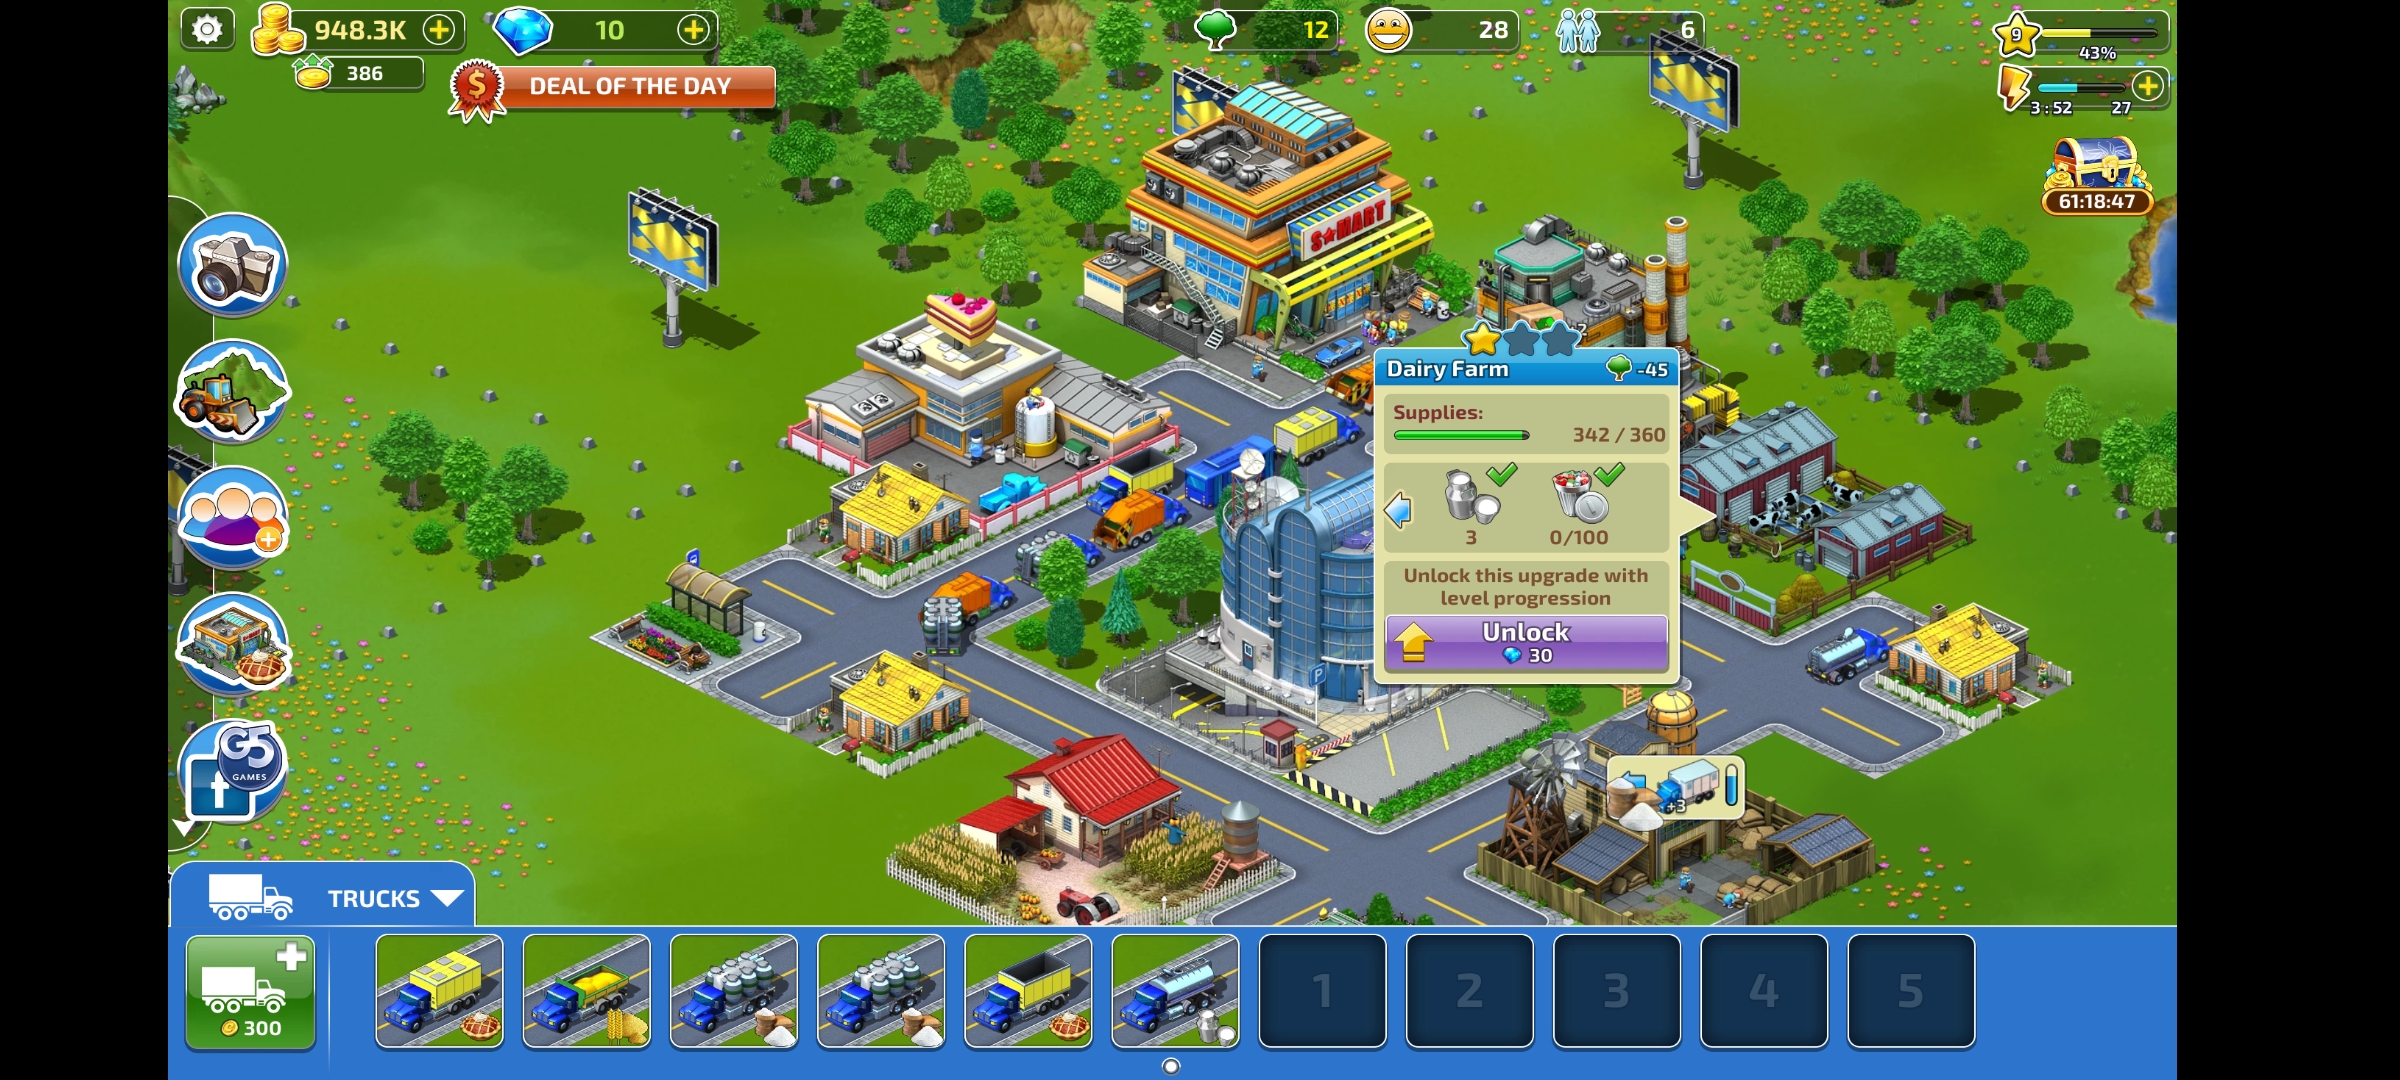 948.3K
10
12
28
6
9
43%
386
DEAL OF THE DAY
3:52
27
61:18:47
S★MART
Dairy Farm
-45
Supplies:
342 / 360
3
0/100
Unlock this upgrade with
level progression
Unlock
30
P
+3
G5
GAMES
f
TRUCKS
300
1
2
3
4
5